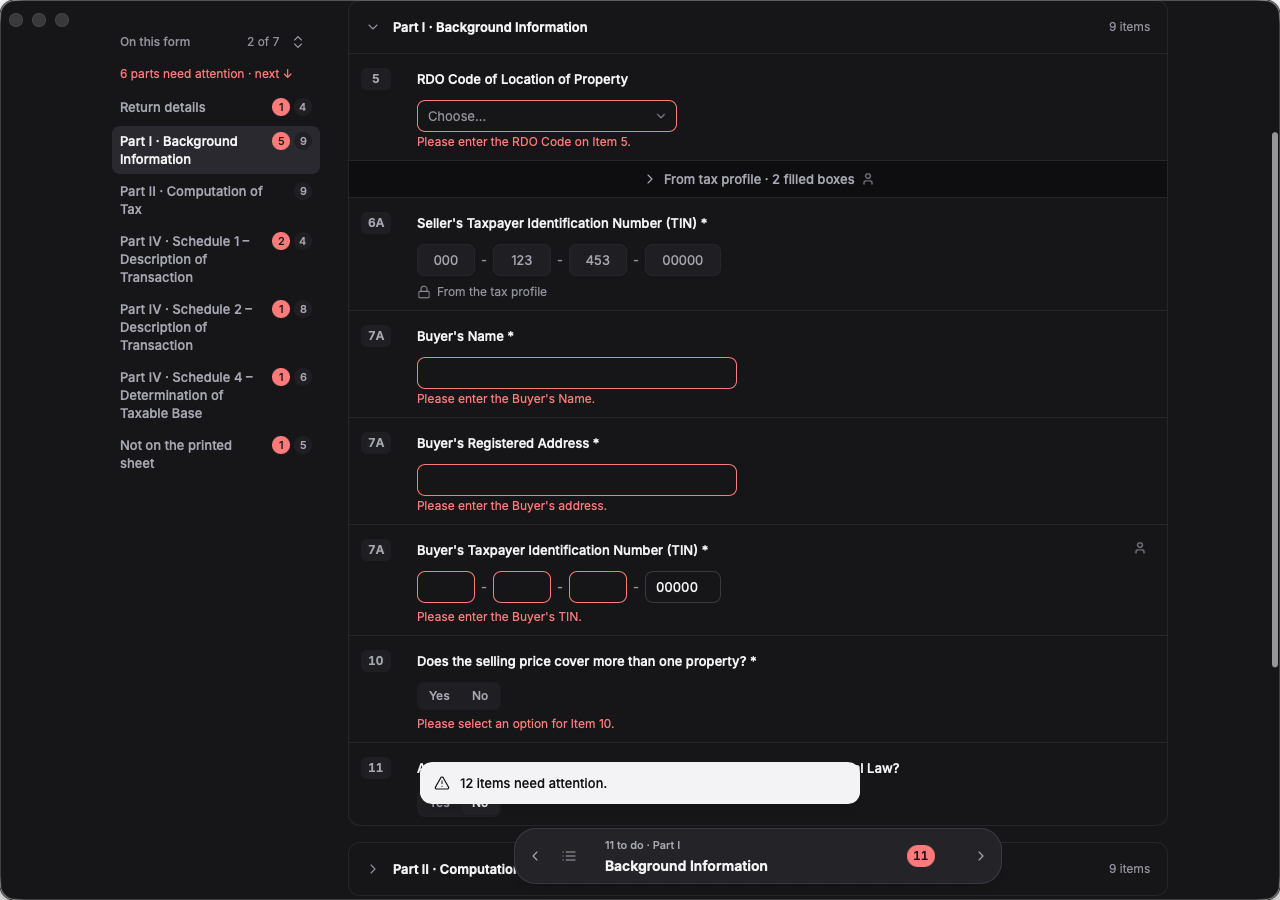 On this form 2 of 7
6 parts need attention · next ↓
Return details 1 4
Part I · Background Information 5 9
Part II · Computation of Tax 9
Part IV · Schedule 1 – Description of Transaction 2 4
Part IV · Schedule 2 – Description of Transaction 1 8
Part IV · Schedule 4 – Determination of Taxable Base 1 6
Not on the printed sheet 1 5
Part I · Background Information 9 items
5 RDO Code of Location of Property
Choose...
Please enter the RDO Code on Item 5.
From tax profile · 2 filled boxes
6A Seller's Taxpayer Identification Number (TIN) *
000 - 123 - 453 - 00000
From the tax profile
7A Buyer's Name *
Please enter the Buyer's Name.
7A Buyer's Registered Address *
Please enter the Buyer's address.
7A Buyer's Taxpayer Identification Number (TIN) *
- - - 00000
Please enter the Buyer's TIN.
10 Does the selling price cover more than one property? *
Yes No
Please select an option for Item 10.
11 Law?
12 items need attention.
Yes No
11 to do · Part I
Background Information 11
Part II · Computation 9 items